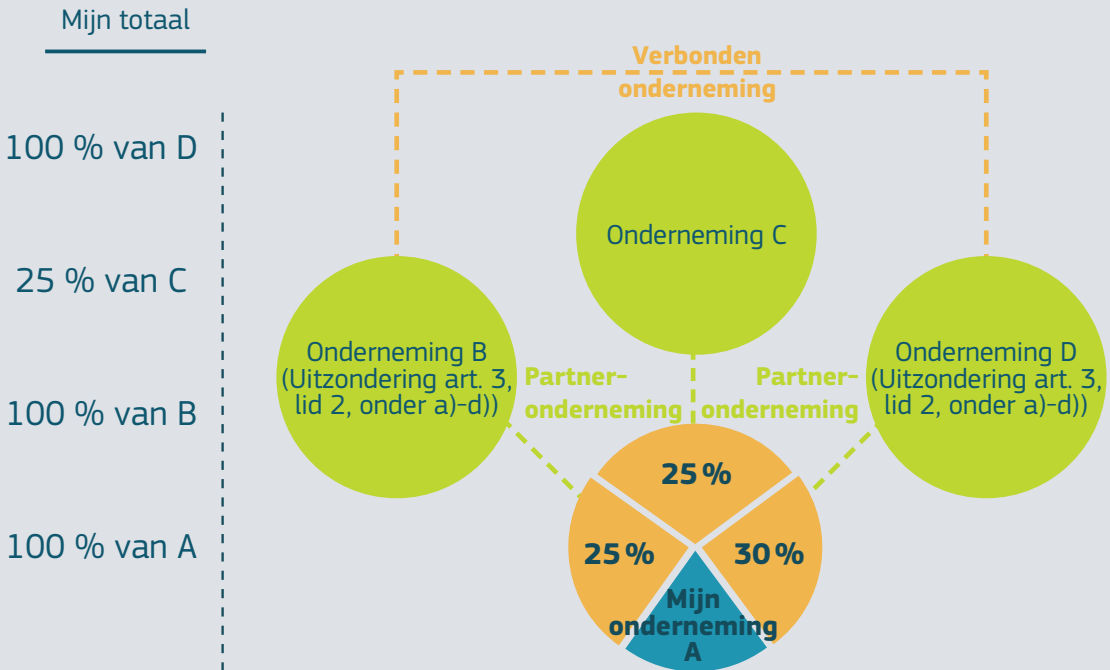 Mijn totaal
100 % van D
25 % van C
100 % van B
100 % van A
Verbonden
onderneming
Onderneming C
Onderneming B
(Uitzondering art. 3,
lid 2, onder a)-d))
Partner-
onderneming
Partner-
onderneming
Onderneming D
(Uitzondering art. 3,
lid 2, onder a)-d))
25 %
25 %
30 %
Mijn
onderneming
A